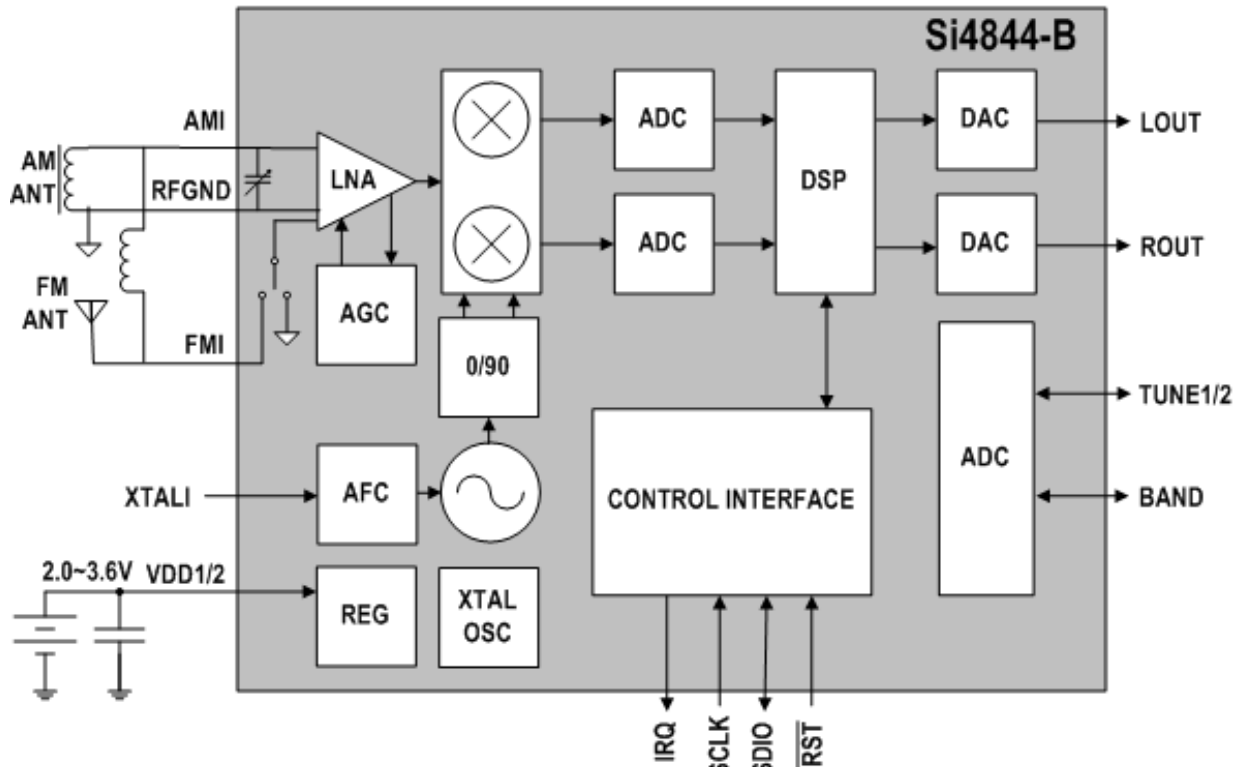 Si4844-B
AMI
AM
ANT
RFGND
LNA
ADC
DSP
DAC
LOUT
ADC
DAC
ROUT
FM
ANT
FMI
AGC
0/90
TUNE1/2
ADC
BAND
XTALI
AFC
CONTROL INTERFACE
2.0~3.6V
VDD1/2
REG
XTAL
OSC
IRQ
SCLK
SDIO
RST